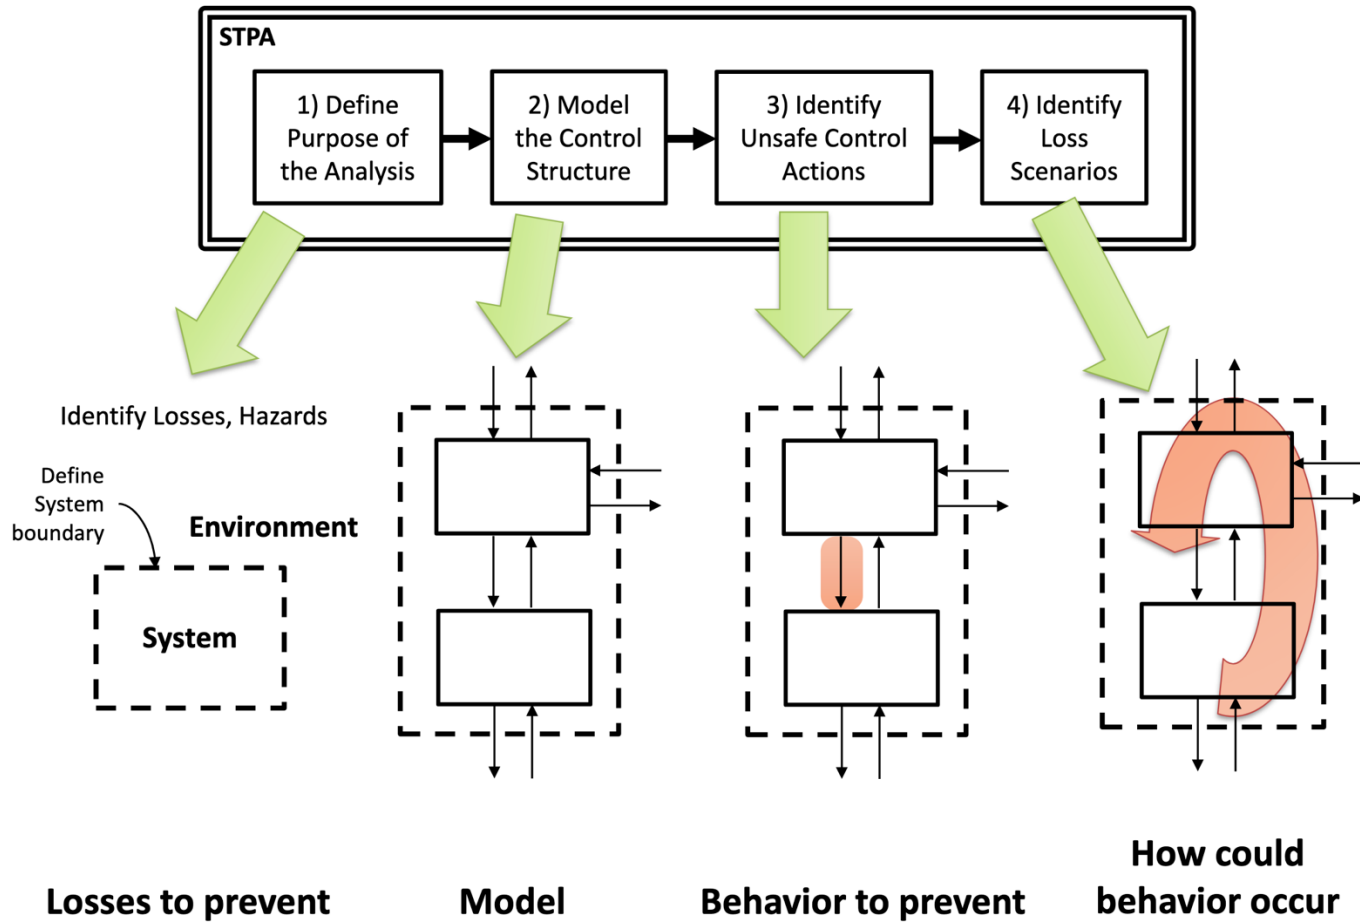 STPA
1) Define
Purpose of
the Analysis
2) Model
the Control
Structure
3) Identify
Unsafe Control
Actions
4) Identify
Loss
Scenarios
Identify Losses, Hazards
Define
System
boundary
Environment
System
Losses to prevent
Model
Behavior to prevent
How could
behavior occur